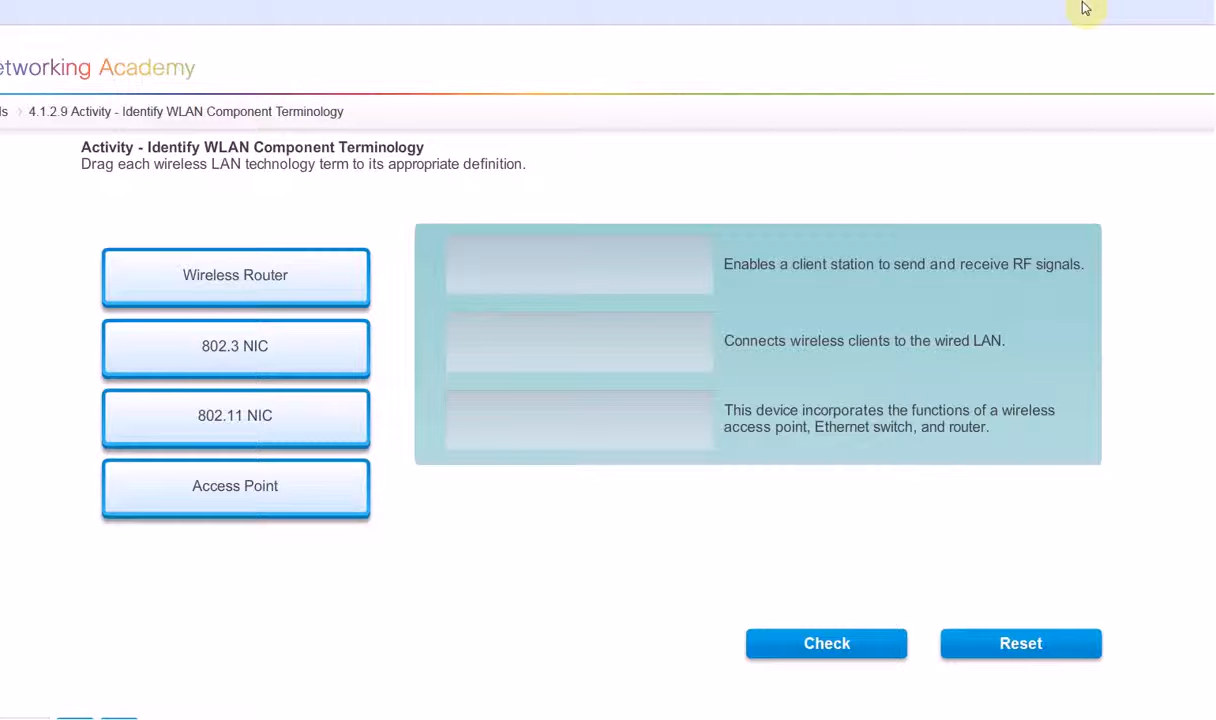 etworking Academy
ls > 4.1.2.9 Activity - Identify WLAN Component Terminology
Activity - Identify WLAN Component Terminology
Drag each wireless LAN technology term to its appropriate definition.
Wireless Router
802.3 NIC
802.11 NIC
Access Point
Enables a client station to send and receive RF signals.
Connects wireless clients to the wired LAN.
This device incorporates the functions of a wireless
access point, Ethernet switch, and router.
Check
Reset